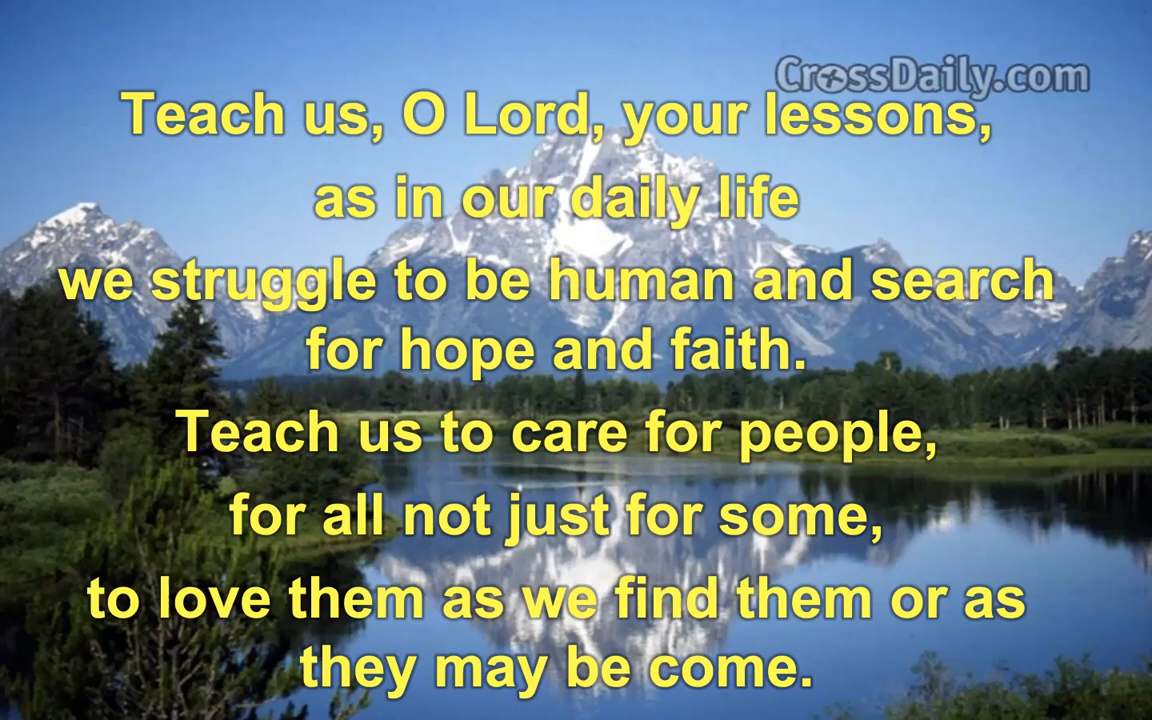 CrossDaily.com
Teach us, O Lord, your lessons,
as in our daily life
we struggle to be human and search
for hope and faith.
Teach us to care for people,
for all not just for some,
to love them as we find them or as
they may be come.